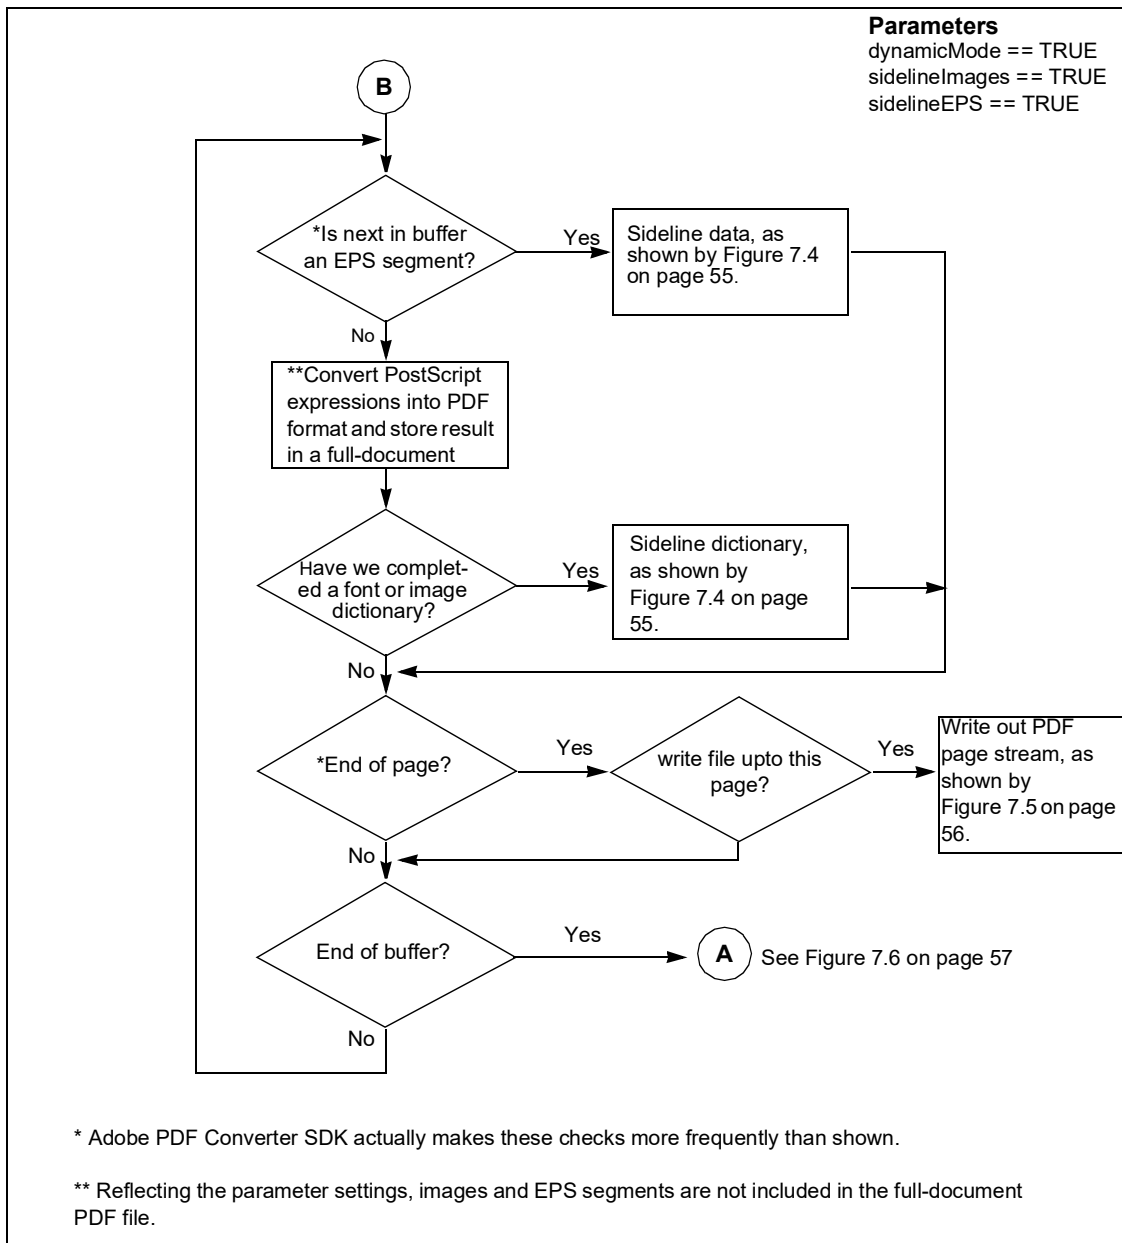 Parameters
dynamicMode == TRUE
sidelineImages == TRUE
sidelineEPS == TRUE
B
*Is next in buffer
an EPS segment?
Yes
Sideline data, as
shown by Figure 7.4
on page 55.
No
**Convert PostScript
expressions into PDF
format and store result
in a full-document
Have we complet-
ed a font or image
dictionary?
Yes
Sideline dictionary,
as shown by
Figure 7.4 on page
55.
No
*End of page?
Yes
write file upto this
page?
Yes
Write out PDF
page stream, as
shown by
Figure 7.5 on page
56.
No
End of buffer?
Yes
A
See Figure 7.6 on page 57
No
* Adobe PDF Converter SDK actually makes these checks more frequently than shown.
** Reflecting the parameter settings, images and EPS segments are not included in the full-document
PDF file.